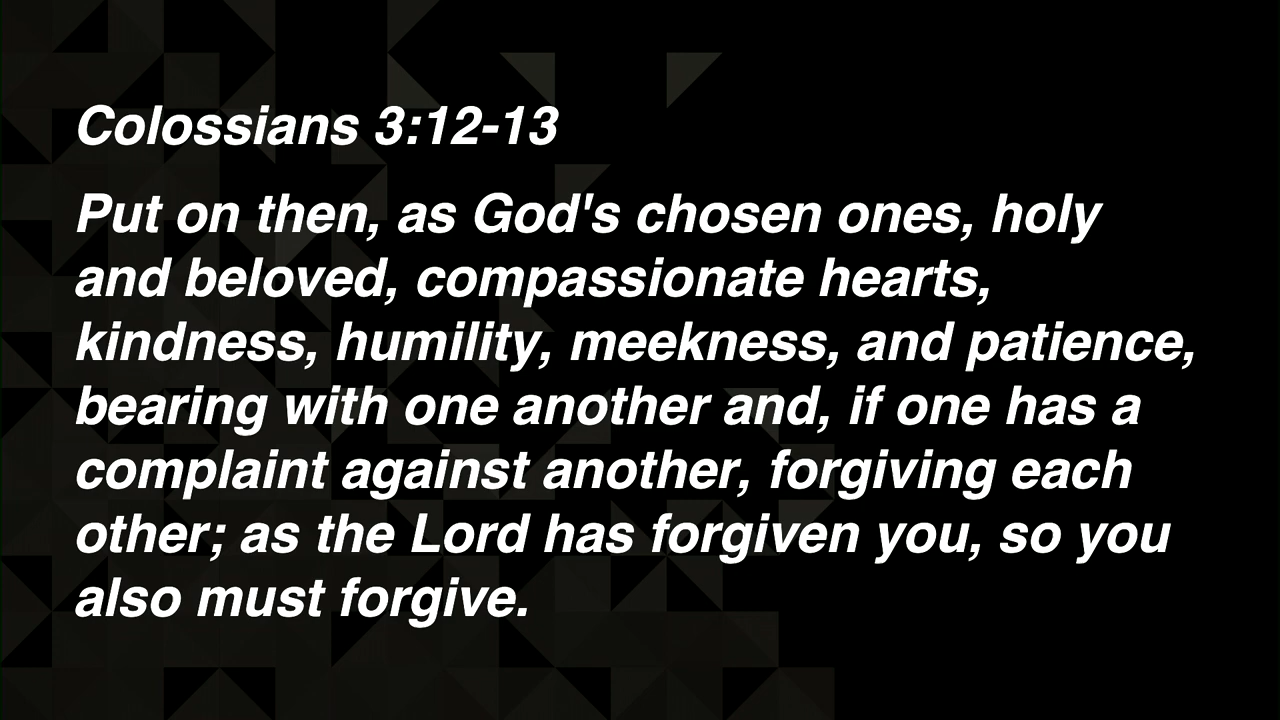 Colossians 3:12-13
Put on then, as God's chosen ones, holy
and beloved, compassionate hearts,
kindness, humility, meekness, and patience,
bearing with one another and, if one has a
complaint against another, forgiving each
other; as the Lord has forgiven you, so you
also must forgive.